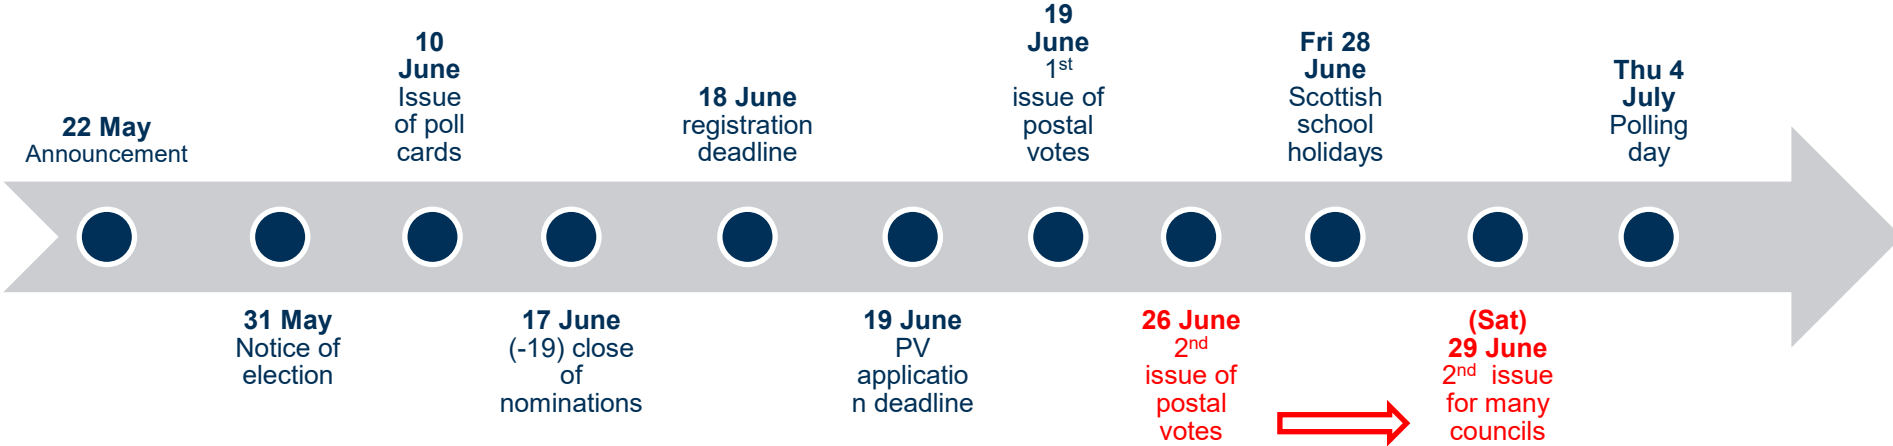 22 May
Announcement
31 May
Notice of
election
10
June
Issue
of poll
cards
17 June
(-19) close
of
nominations
18 June
registration
deadline
19 June
PV
applicatio
n deadline
19
June
1st
issue of
postal
votes
26 June
2nd
issue of
postal
votes
Fri 28
June
Scottish
school
holidays
(Sat)
29 June
2nd issue
for many
councils
Thu 4
July
Polling
day